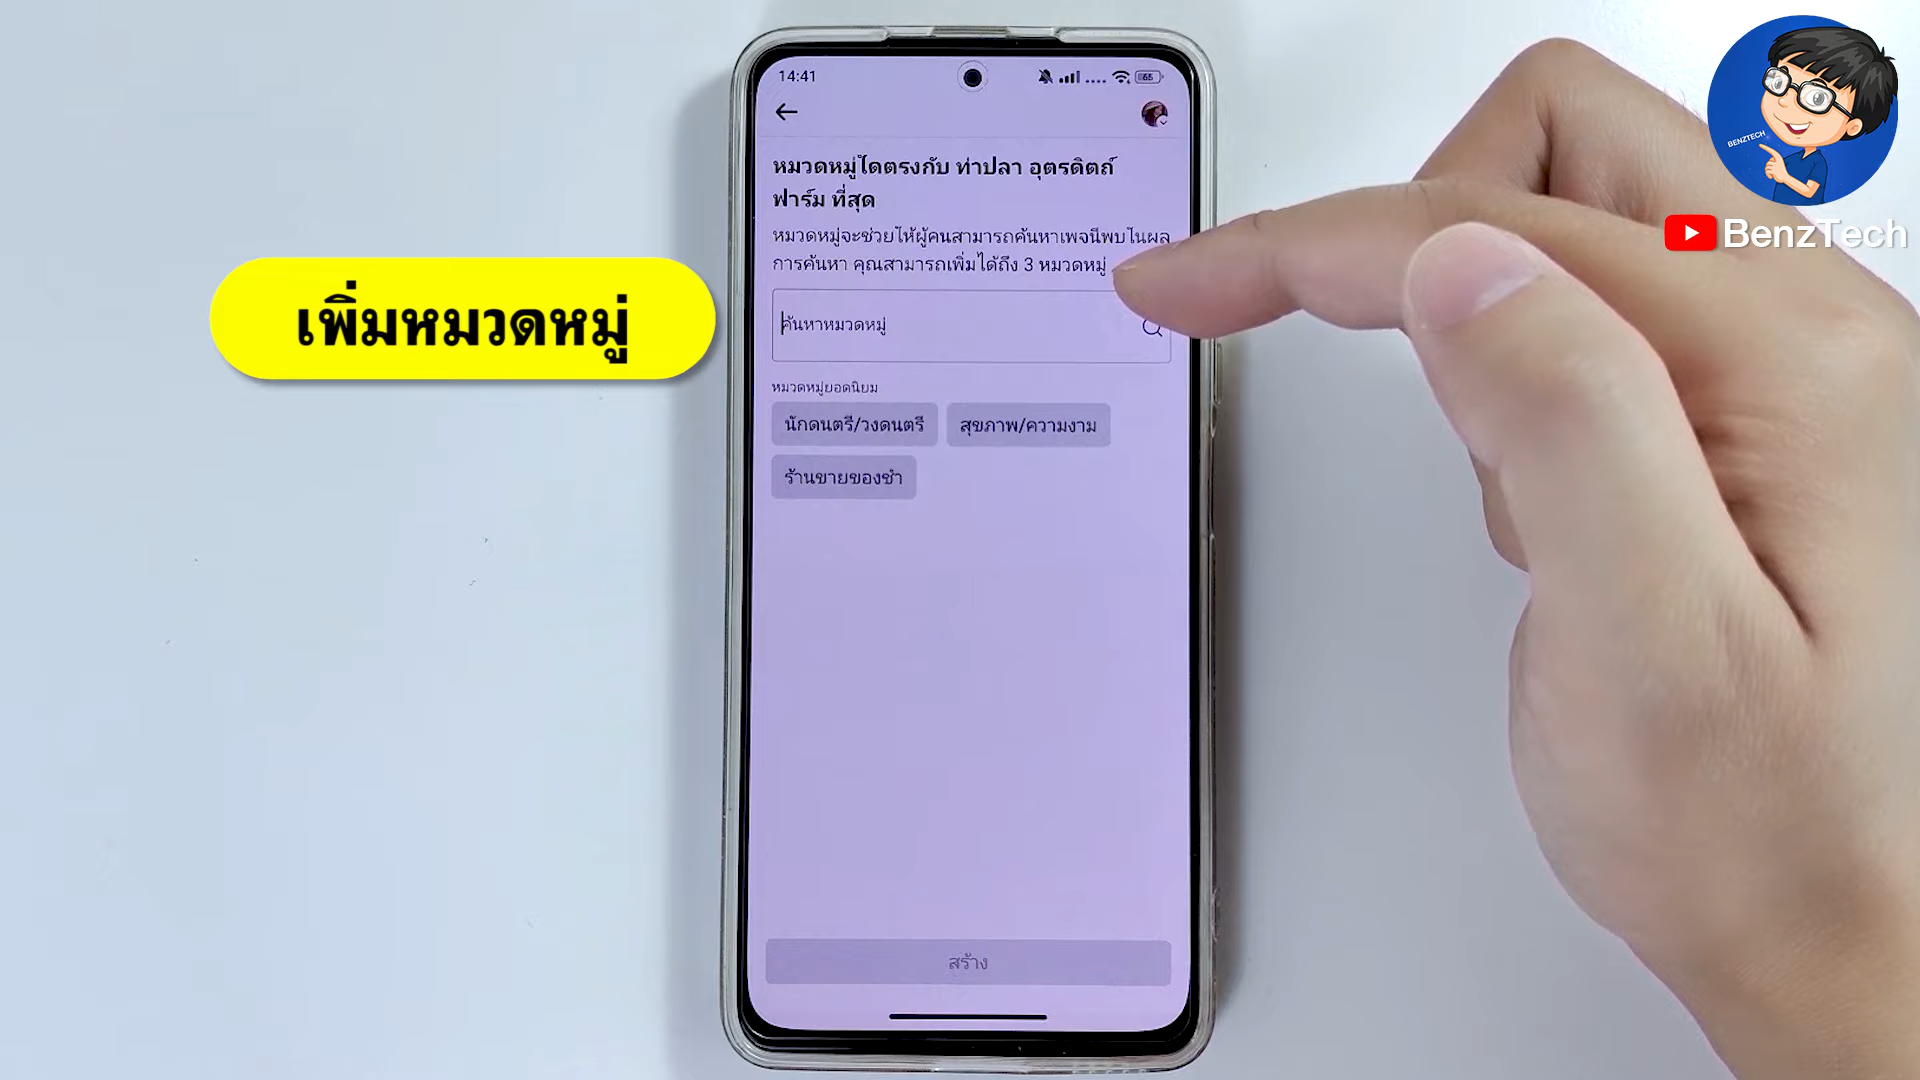 14:41
65
หมวดหมู่ใดตรงกับ ท่าปลา อุตรดิตถ์
ฟาร์ม ที่สุด
หมวดหมู่จะช่วยให้ผู้คนสามารถค้นหาเพจนี้พบในผล
การค้นหา คุณสามารถเพิ่มได้ถึง 3 หมวดหมู่
ค้นหาหมวดหมู่
หมวดหมู่ยอดนิยม
นักดนตรี/วงดนตรี
สุขภาพ/ความงาม
ร้านขายของชำ
สร้าง
เพิ่มหมวดหมู่
BENZTECH
BenzTech